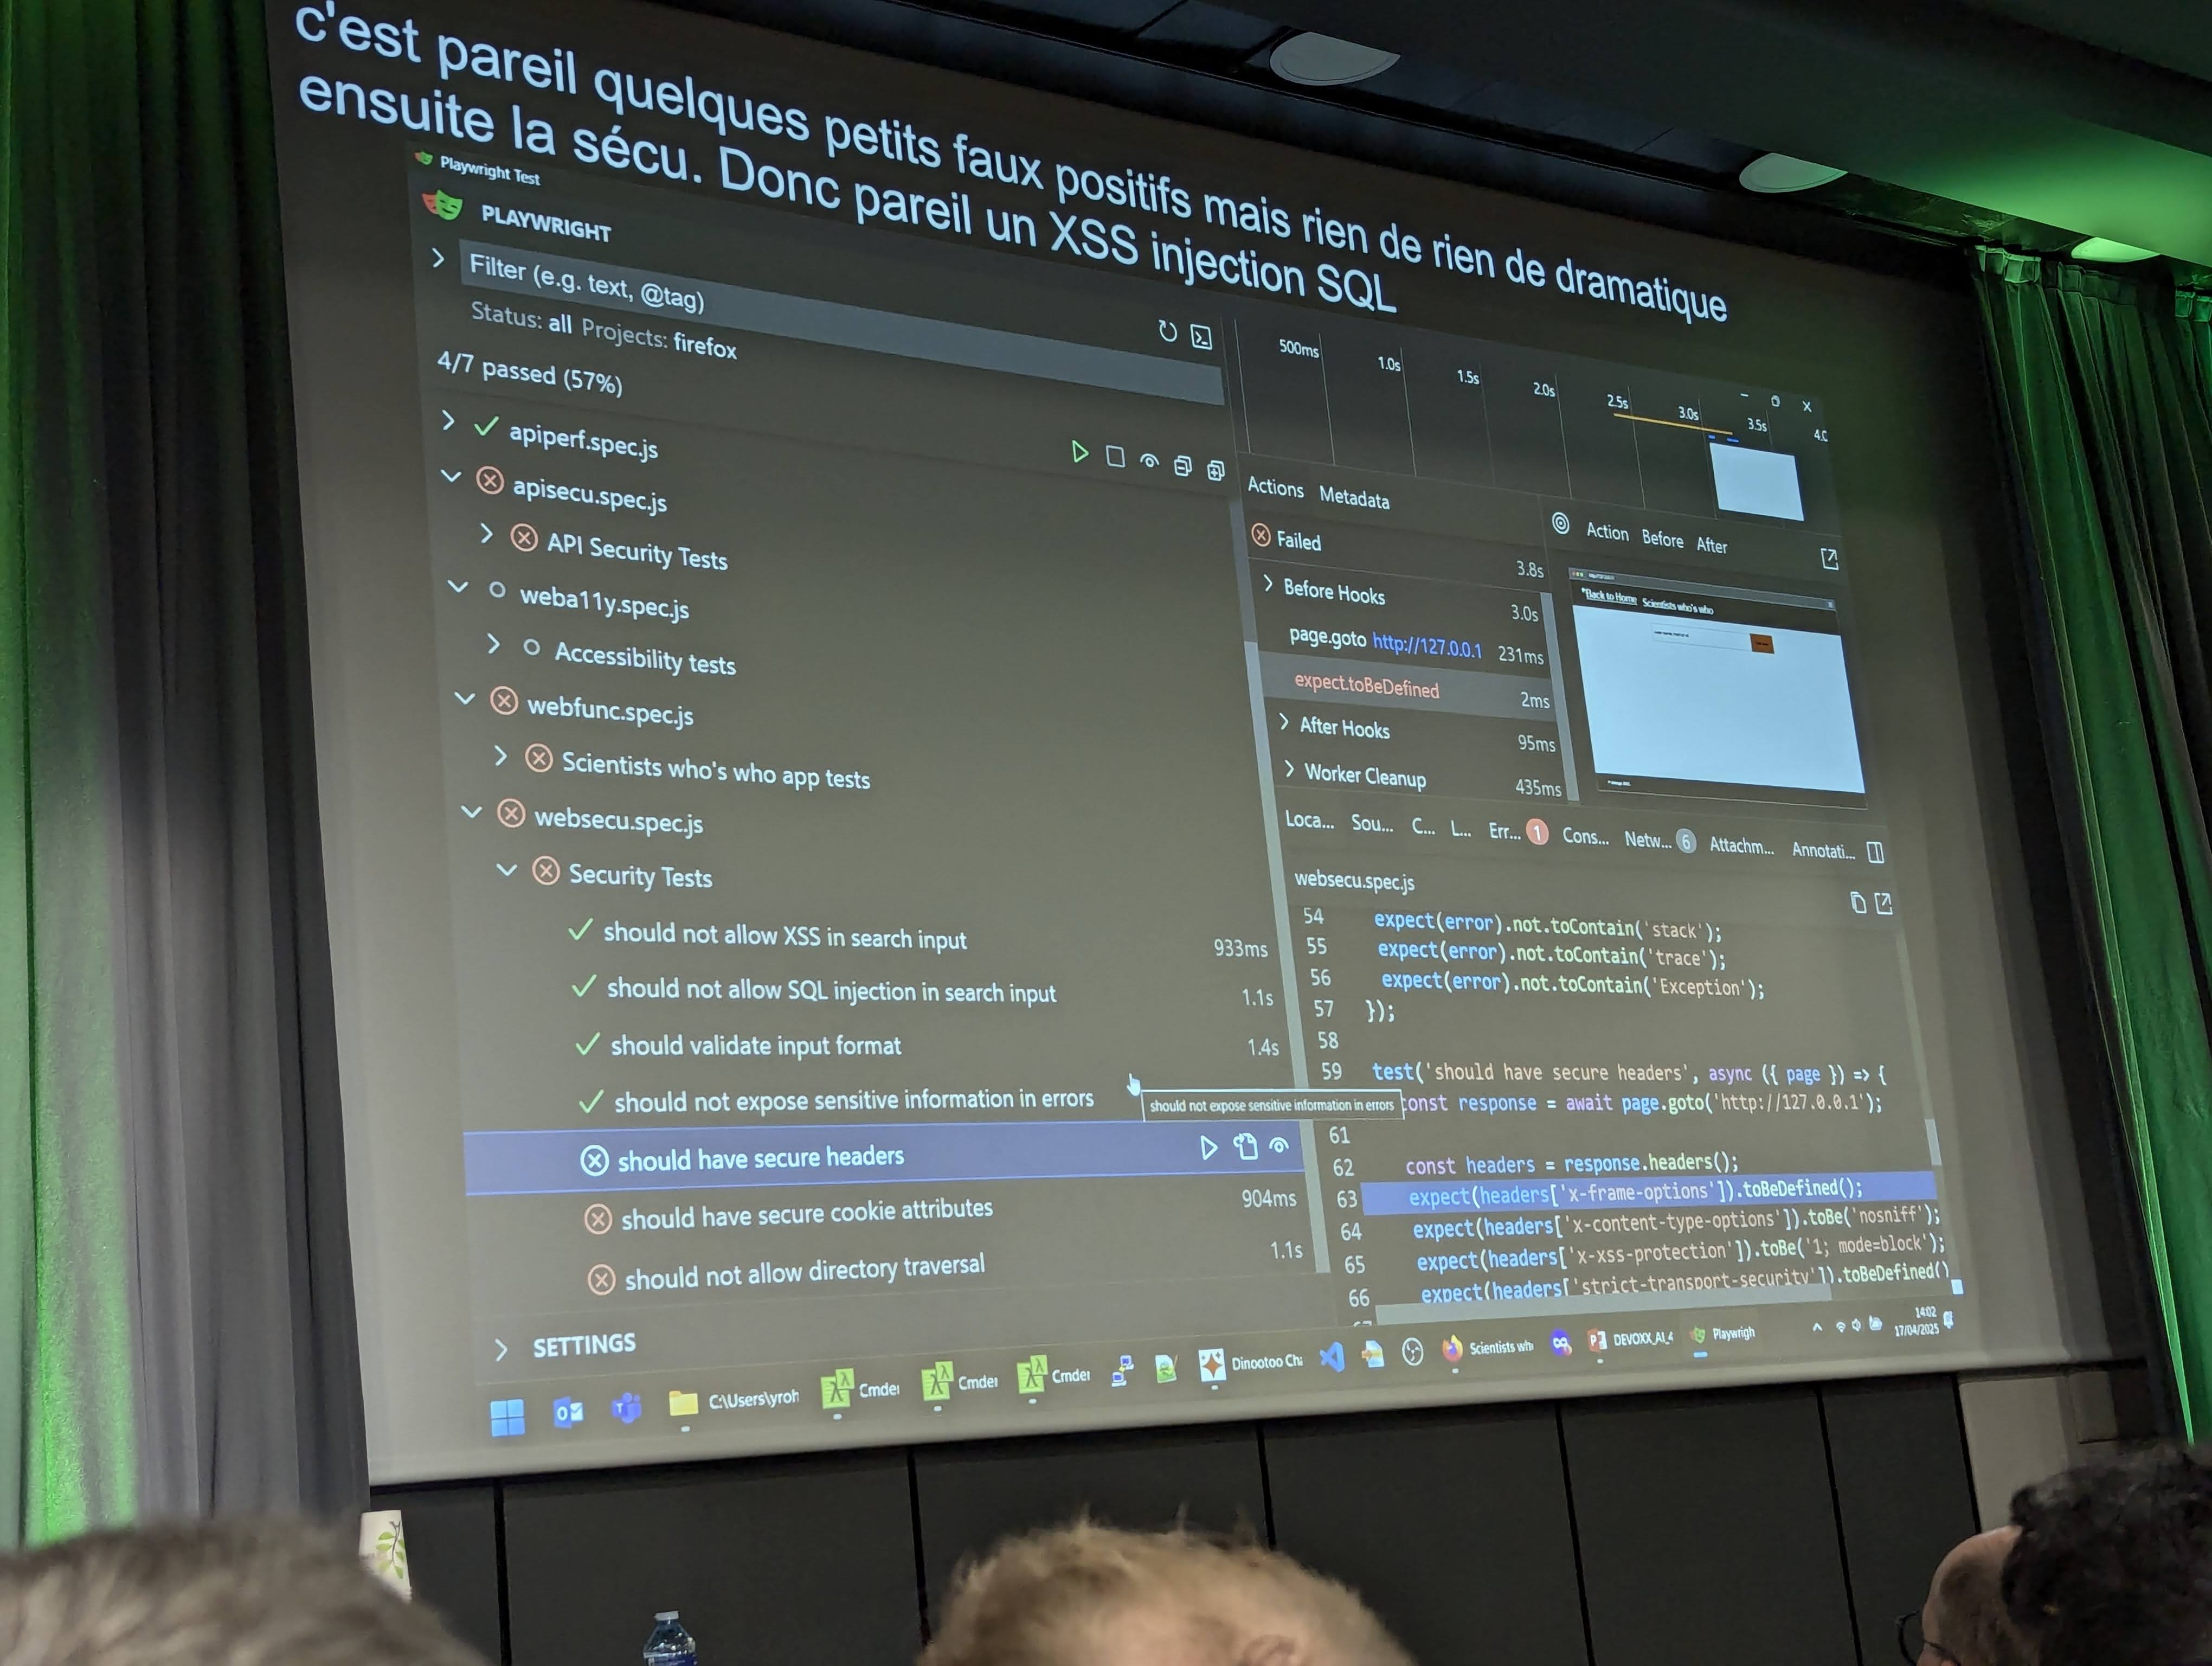 c'est pareil quelques petits faux positifs mais rien de rien de dramatique
ensuite la sécu. Donc pareil un XSS injection SQL
Playwright Test
PLAYWRIGHT
Filter (e.g. text, @tag)
Status: all Projects: firefox
4/7 passed (57%)
apiperf.spec.js
apisecu.spec.js
API Security Tests
weba11y.spec.js
Accessibility tests
webfunc.spec.js
Scientists who's who app tests
websecu.spec.js
Security Tests
should not allow XSS in search input 933ms
should not allow SQL injection in search input 1.1s
should validate input format 1.4s
should not expose sensitive information in errors
should not expose sensitive information in errors
should have secure headers
should have secure cookie attributes 904ms
should not allow directory traversal 1.1s
SETTINGS
500ms 1.0s 1.5s 2.0s 2.5s 3.0s 3.5s 4.0
Actions Metadata
Failed 3.8s
Before Hooks 3.0s
page.goto http://127.0.0.1 231ms
expect.toBeDefined 2ms
After Hooks 95ms
Worker Cleanup 435ms
Action Before After
Back to Home Scientists who's who
Loca... Sou... C... L... Err... 1 Cons... Netw... 6 Attachm... Annotati...
websecu.spec.js
54 expect(error).not.toContain('stack');
55 expect(error).not.toContain('trace');
56 expect(error).not.toContain('Exception');
57 });
58
59 test('should have secure headers', async ({ page }) => {
const response = await page.goto('http://127.0.0.1');
61
62 const headers = response.headers();
63 expect(headers['x-frame-options']).toBeDefined();
64 expect(headers['x-content-type-options']).toBe('nosniff');
65 expect(headers['x-xss-protection']).toBe('1; mode=block');
66 expect(headers['strict-transport-security']).toBeDefined()
C:\Users\yroh
Cmder
Cmder
Cmder
Dinootoo Cha
Scientists wh
DEVOXX_AI_4
Playwrigh
14:02
17/04/2025